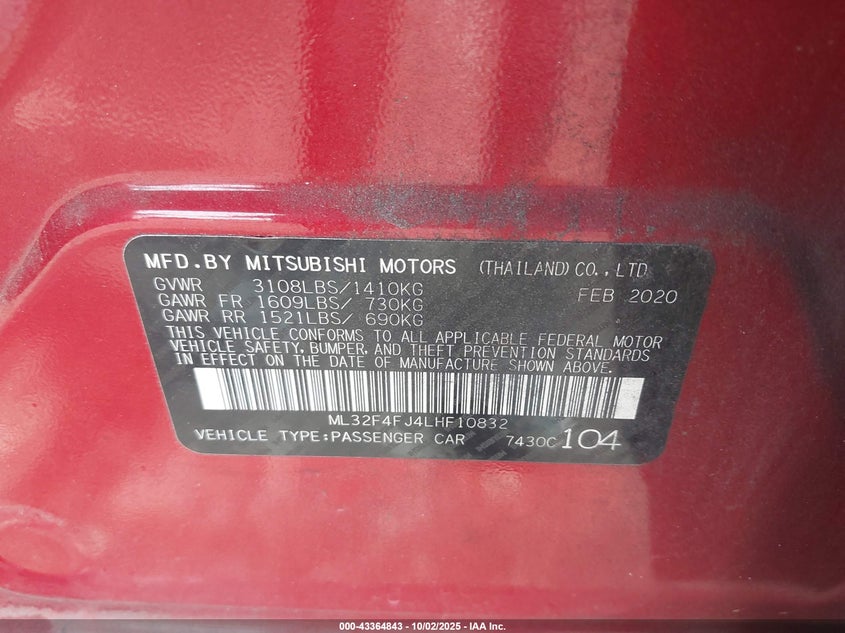 MFD.BY MITSUBISHI MOTORS (THAILAND)CO.,LTD
GVWR 3108LBS/1410KG FEB 2020
GAWR FR 1609LBS/ 730KG
GAWR RR 1521LBS/ 690KG
THIS VEHICLE CONFORMS TO ALL APPLICABLE FEDERAL MOTOR
VEHICLE SAFETY, BUMPER, AND THEFT PREVENTION STANDARDS
IN EFFECT ON THE DATE OF MANUFACTURE SHOWN ABOVE.
ML32F4FJ4LHF10832
VEHICLE TYPE:PASSENGER CAR 7430C104
000-43364843 - 10/02/2025 - IAA Inc.